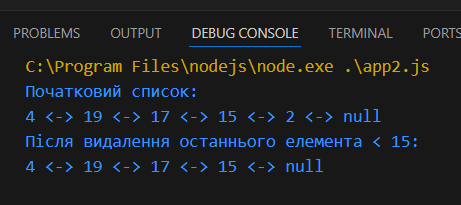 PROBLEMS OUTPUT DEBUG CONSOLE TERMINAL PORTS
C:\Program Files\nodejs\node.exe .\app2.js
Початковий список:
4 <-> 19 <-> 17 <-> 15 <-> 2 <-> null
Після видалення останнього елемента < 15:
4 <-> 19 <-> 17 <-> 15 <-> null